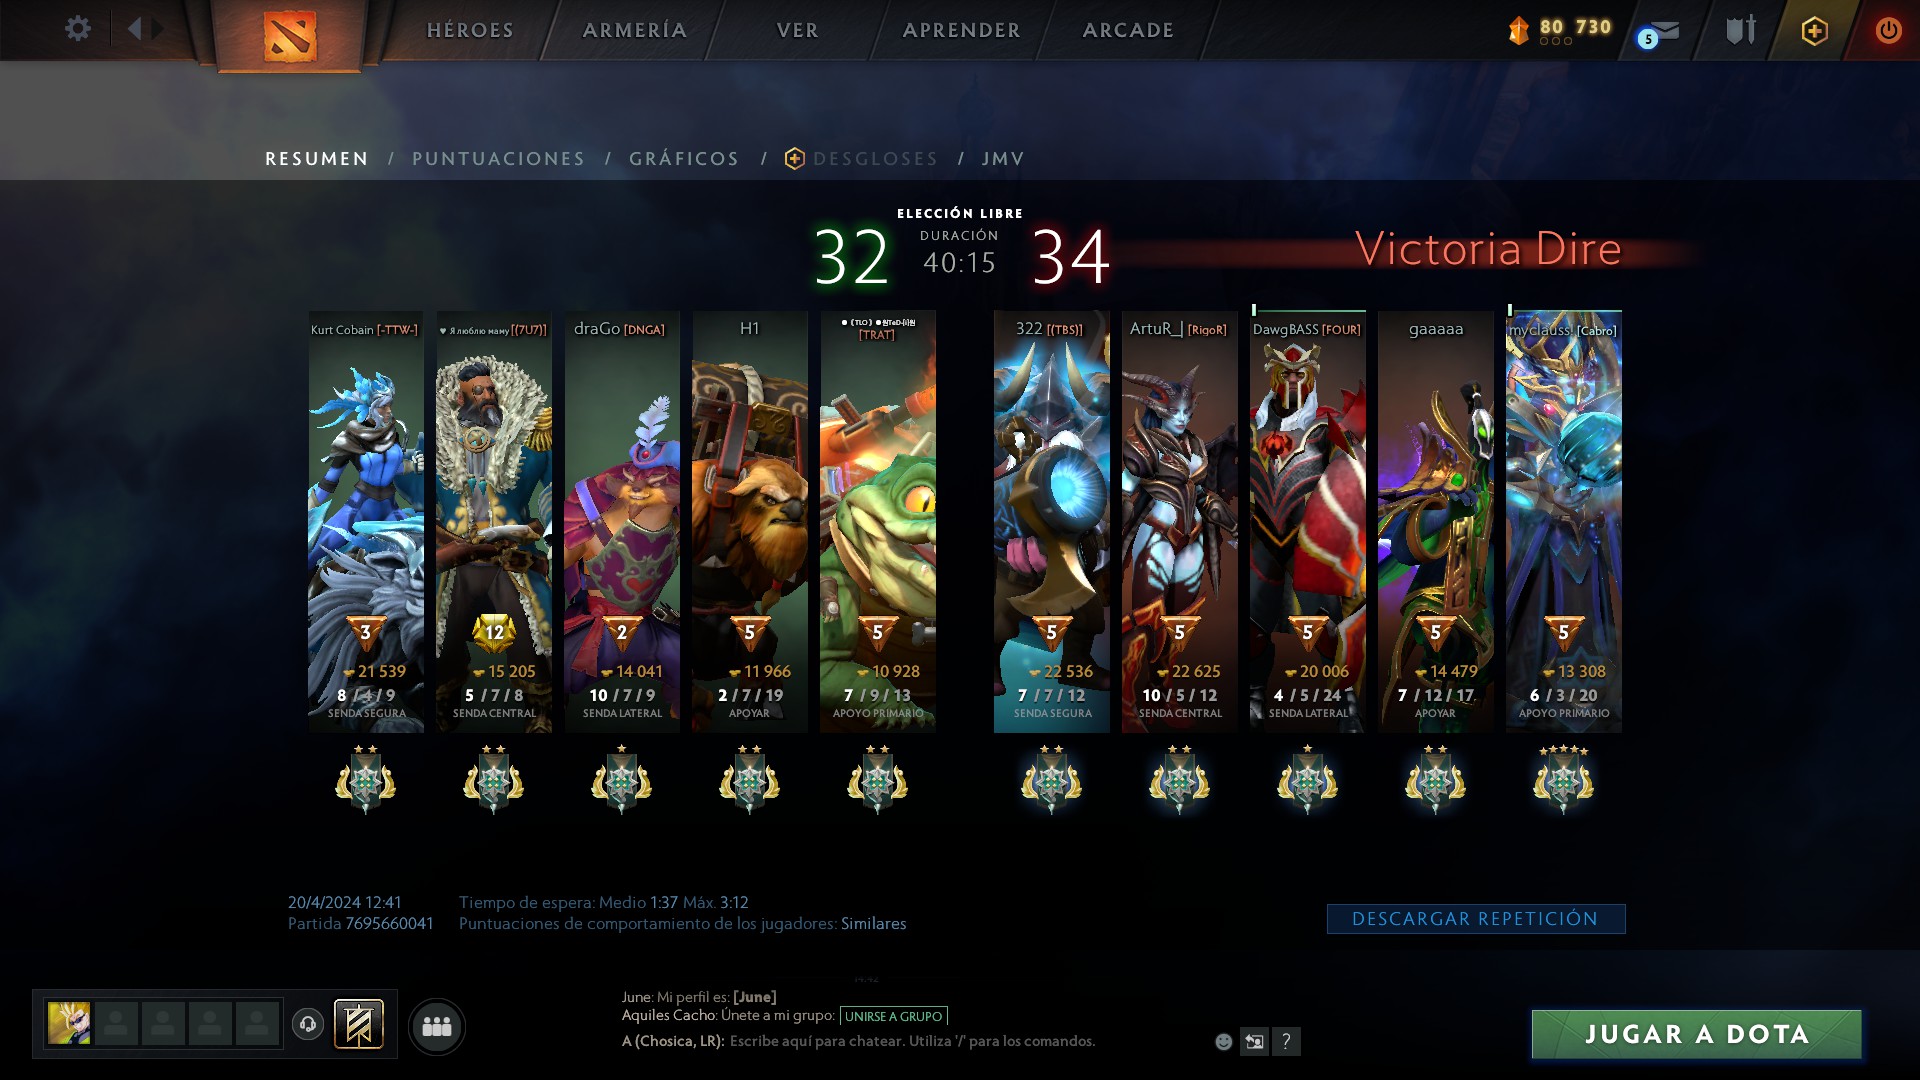 HÉROES
ARMERÍA
VER
APRENDER
ARCADE
80 730
5
RESUMEN / PUNTUACIONES / GRÁFICOS / DESGLOSES / JMV
ELECCIÓN LIBRE
32
DURACIÓN
40:15
34
Victoria Dire
Kurt Cobain [-TTW-]
♥ Я люблю маму [(7U7)]
draGo [DNGA]
H1
[TRAT]
322 [(TBS)]
ArtuR_| [RigoR]
DawgBASS [FOUR]
gaaaaa
myclauss! [Cabro]
3
12
2
5
5
5
5
5
5
5
21 539
15 205
14 041
11 966
10 928
22 536
22 625
20 006
14 479
13 308
8 / 4 / 9
5 / 7 / 8
10 / 7 / 9
2 / 7 / 19
7 / 9 / 13
7 / 7 / 12
10 / 5 / 12
4 / 5 / 24
7 / 12 / 17
6 / 3 / 20
SENDA SEGURA
SENDA CENTRAL
SENDA LATERAL
APOYAR
APOYO PRIMARIO
SENDA SEGURA
SENDA CENTRAL
SENDA LATERAL
APOYAR
APOYO PRIMARIO
20/4/2024 12:41
Tiempo de espera: Medio 1:37 Máx. 3:12
Partida 7695660041
Puntuaciones de comportamiento de los jugadores: Similares
DESCARGAR REPETICIÓN
June: Mi perfil es: [June]
Aquiles Cacho: Únete a mi grupo: UNIRSE A GRUPO
A (Chosica, LR): Escribe aquí para chatear. Utiliza '/' para los comandos.
?
JUGAR A DOTA